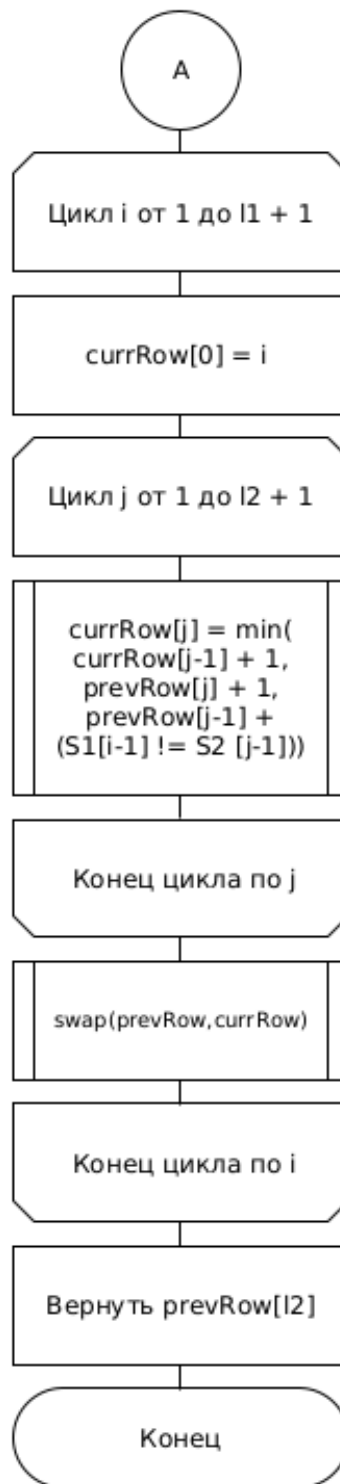 A
Цикл i от 1 до l1 + 1
currRow[0] = i
Цикл j от 1 до l2 + 1
currRow[j] = min(
currRow[j-1] + 1,
prevRow[j] + 1,
prevRow[j-1] +
(S1[i-1] != S2 [j-1]))
Конец цикла по j
swap(prevRow,currRow)
Конец цикла по i
Вернуть prevRow[l2]
Конец